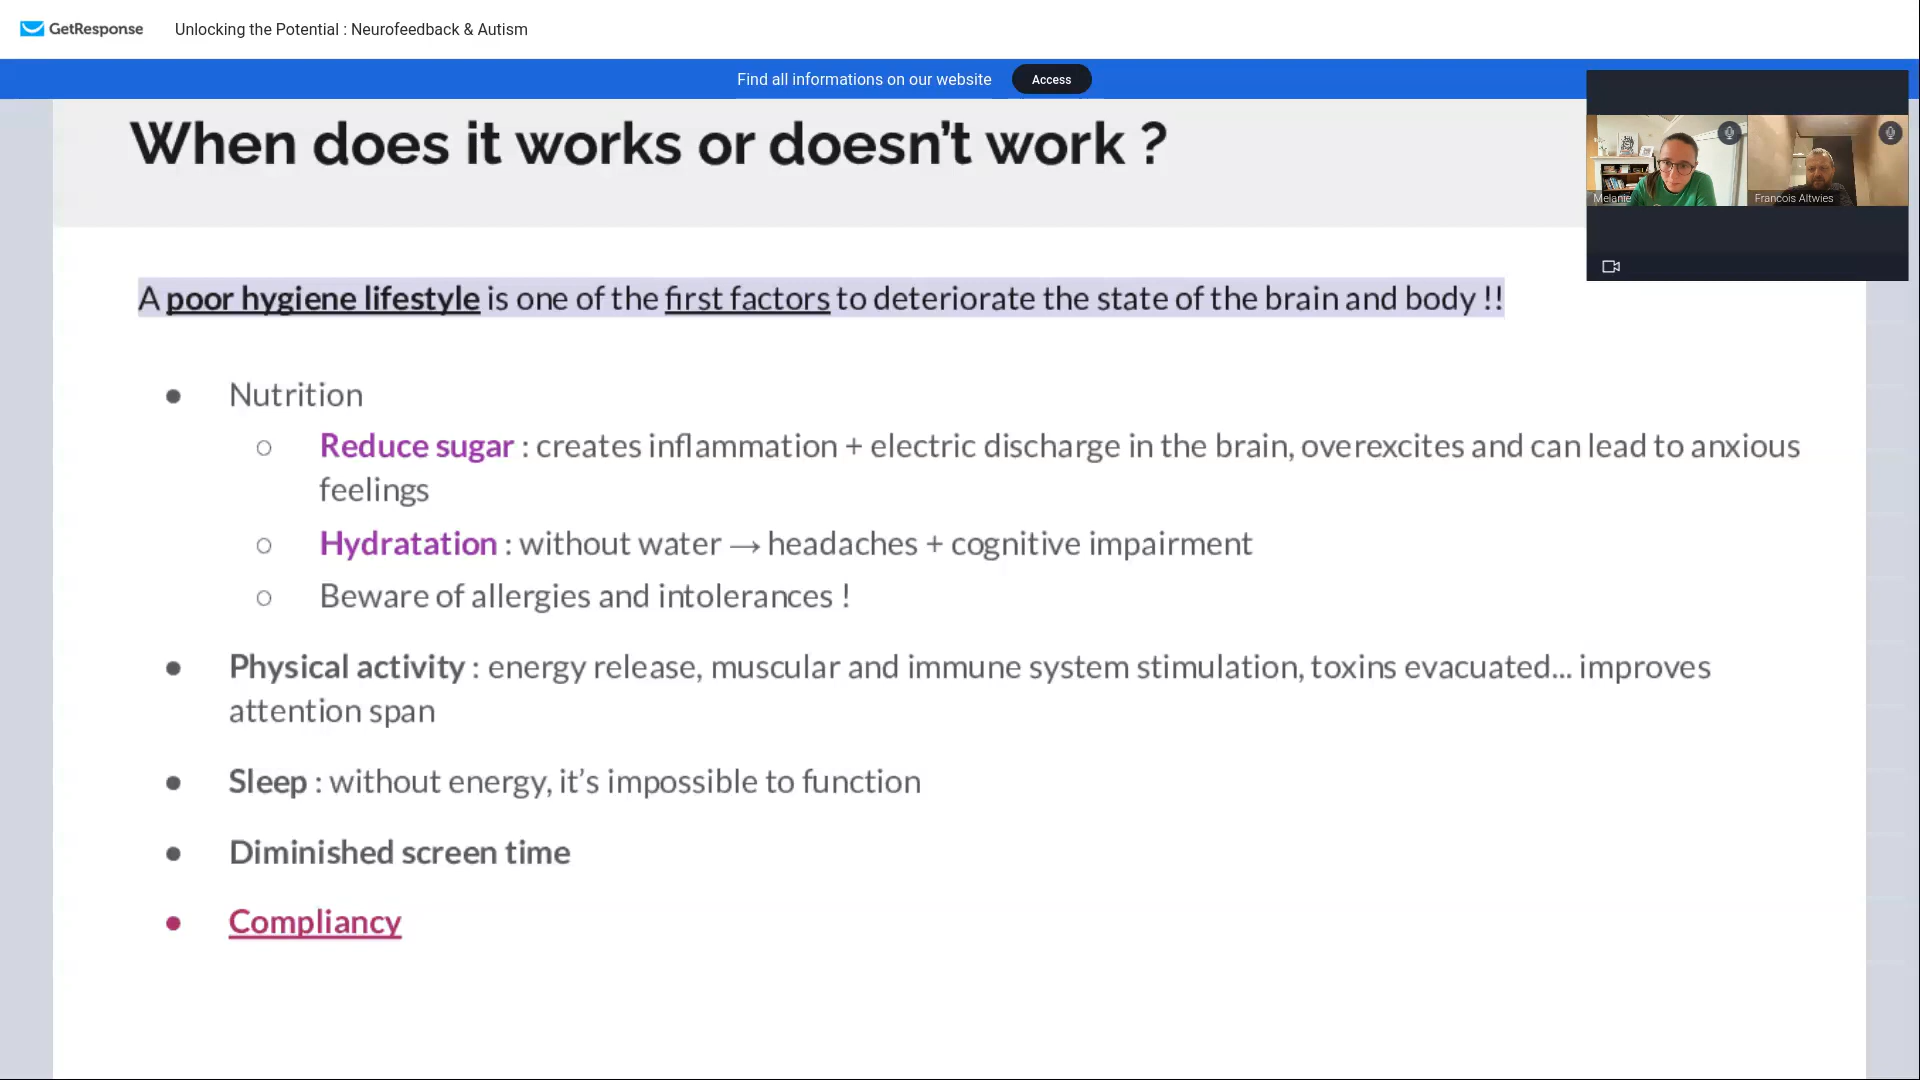 GetResponse
Unlocking the Potential : Neurofeedback & Autism
Find all informations on our website
Access
When does it works or doesn't work ?
Melanie
Francois Altwies
A poor hygiene lifestyle is one of the first factors to deteriorate the state of the brain and body !!
● Nutrition
○ Reduce sugar : creates inflammation + electric discharge in the brain, overexcites and can lead to anxious
feelings
○ Hydratation : without water → headaches + cognitive impairment
○ Beware of allergies and intolerances !
● Physical activity : energy release, muscular and immune system stimulation, toxins evacuated... improves
attention span
● Sleep : without energy, it's impossible to function
● Diminished screen time
● Compliancy